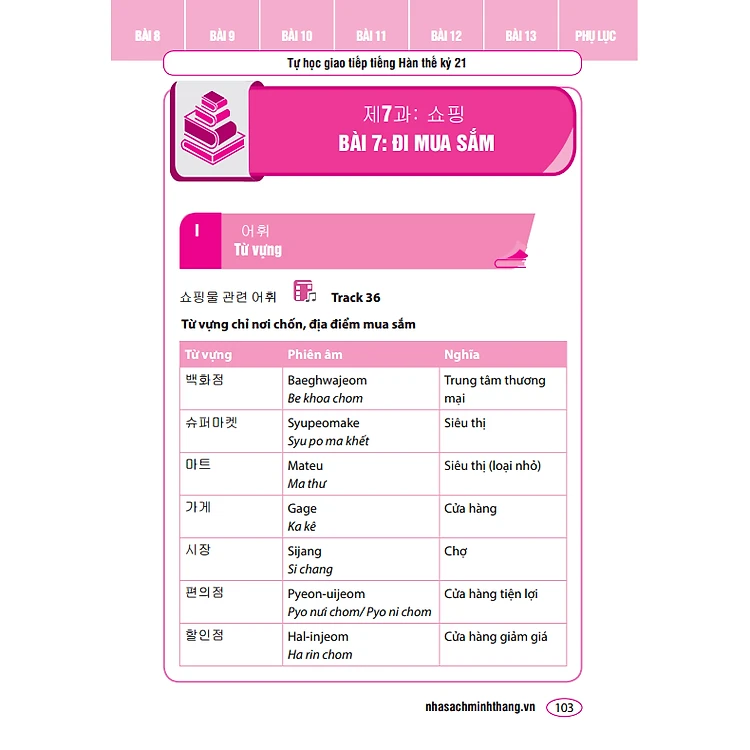 BÀI 8 BÀI 9 BÀI 10 BÀI 11 BÀI 12 BÀI 13 PHỤ LỤC
Tự học giao tiếp tiếng Hàn thế kỷ 21
제7과: 쇼핑
BÀI 7: ĐI MUA SẮM
I 어휘
Từ vựng
쇼핑물 관련 어휘 Track 36
Từ vựng chỉ nơi chốn, địa điểm mua sắm
Từ vựng Phiên âm Nghĩa
백화점 Baeghwajeom Trung tâm thương
Be khoa chom mại
슈퍼마켓 Syupeomake Siêu thị
Syu po ma khết
마트 Mateu Siêu thị (loại nhỏ)
Ma thư
가게 Gage Cửa hàng
Ka kê
시장 Sijang Chợ
Si chang
편의점 Pyeon-uijeom Cửa hàng tiện lợi
Pyo nưi chom/ Pyo ni chom
할인점 Hal-injeom Cửa hàng giảm giá
Ha rin chom
nhasachminhthang.vn 103